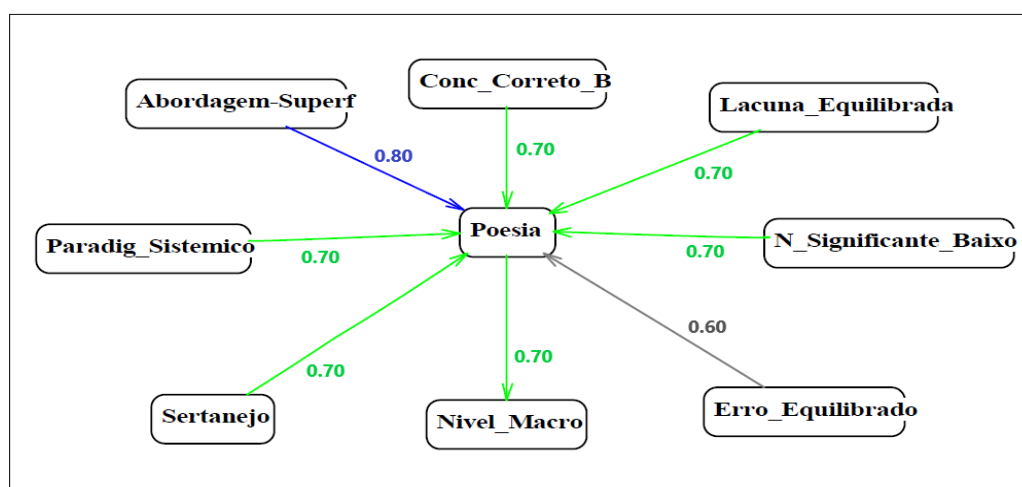 Conc_Correto_B
Abordagem-Superf
Lacuna_Equilibrada
0.80
0.70
0.70
Poesia
Paradig_Sistemico
0.70
N_Significante_Baixo
0.70
0.60
0.70
0.70
Sertanejo
Nivel_Macro
Erro_Equilibrado